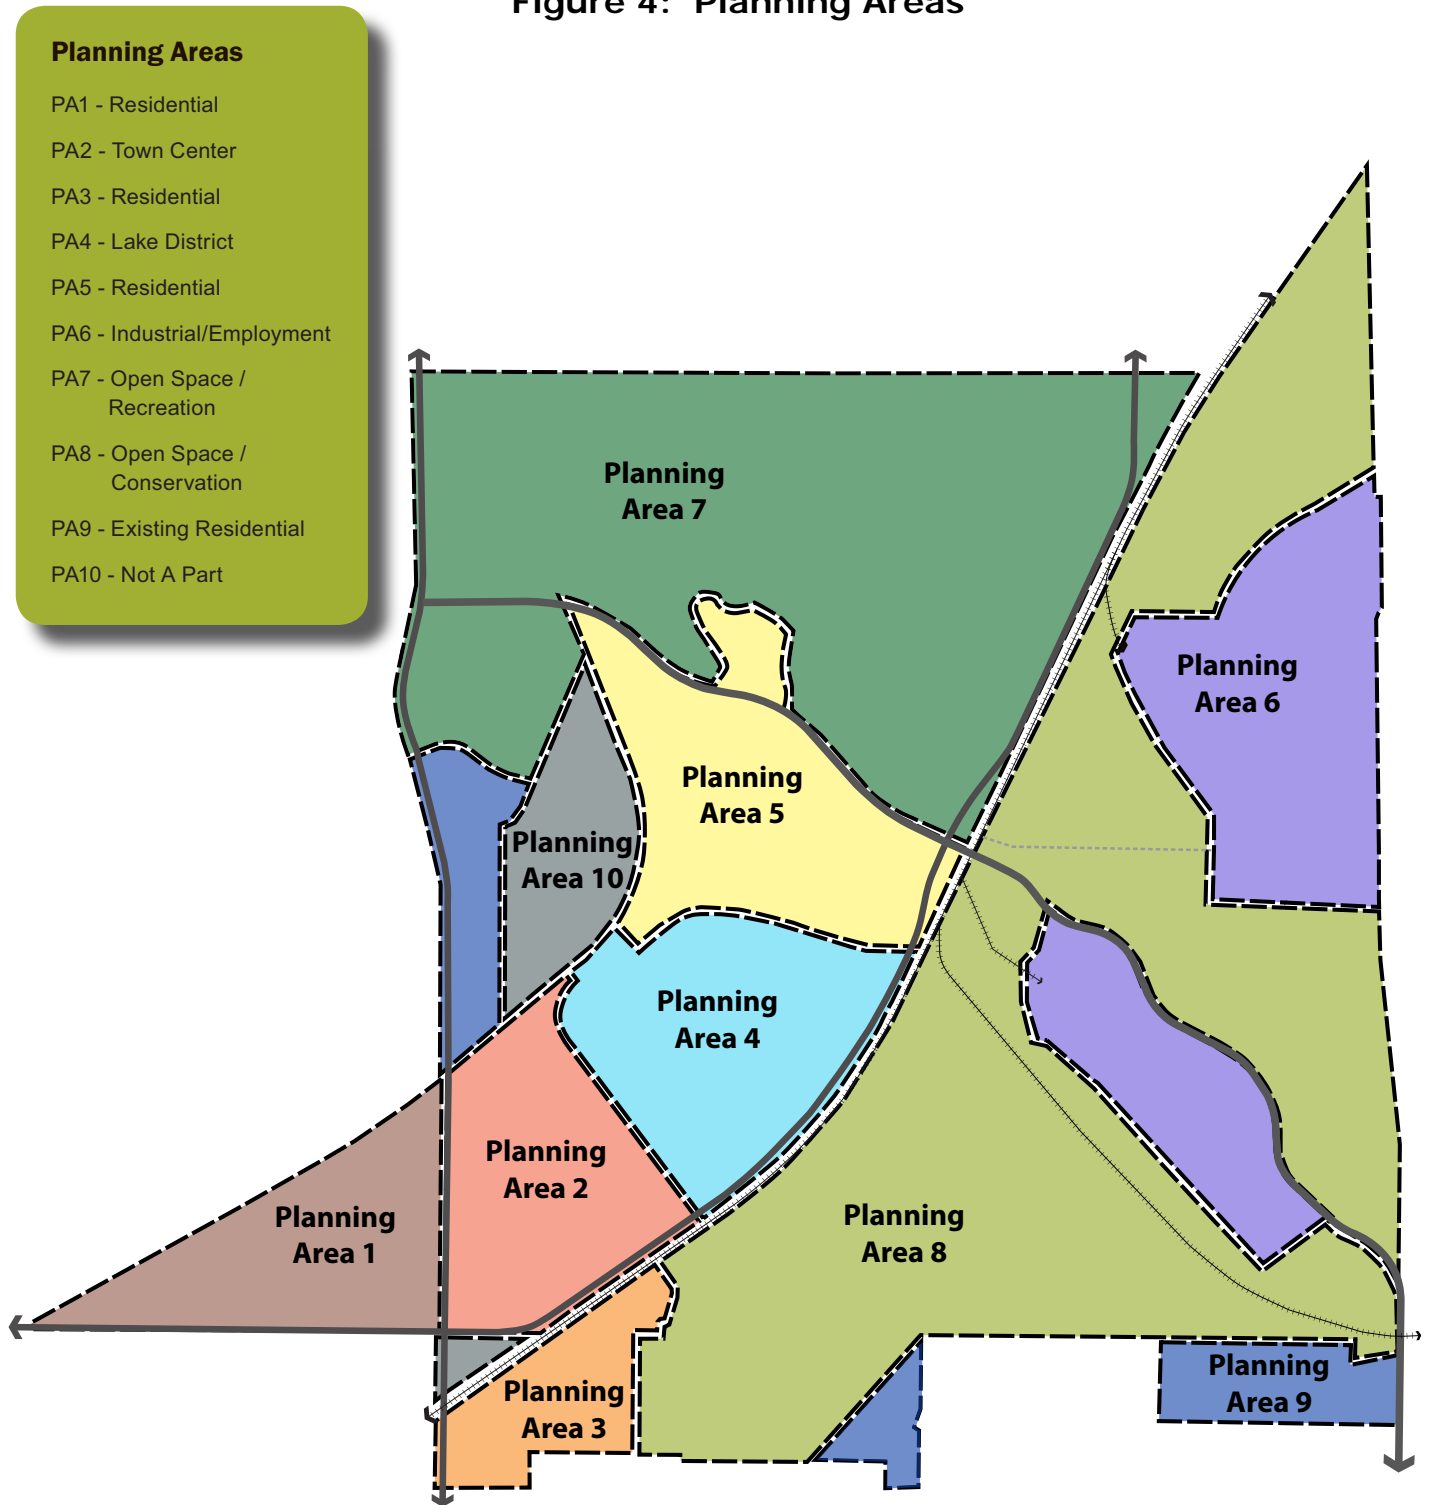 Figure 4: Planning Areas
Planning Areas
PA1 - Residential
PA2 - Town Center
PA3 - Residential
PA4 - Lake District
PA5 - Residential
PA6 - Industrial/Employment
PA7 - Open Space /
Recreation
PA8 - Open Space /
Conservation
PA9 - Existing Residential
PA10 - Not A Part
Planning
Area 7
Planning
Area 6
Planning
Area 5
Planning
Area 10
Planning
Area 4
Planning
Area 2
Planning
Area 1
Planning
Area 8
Planning
Area 9
Planning
Area 3